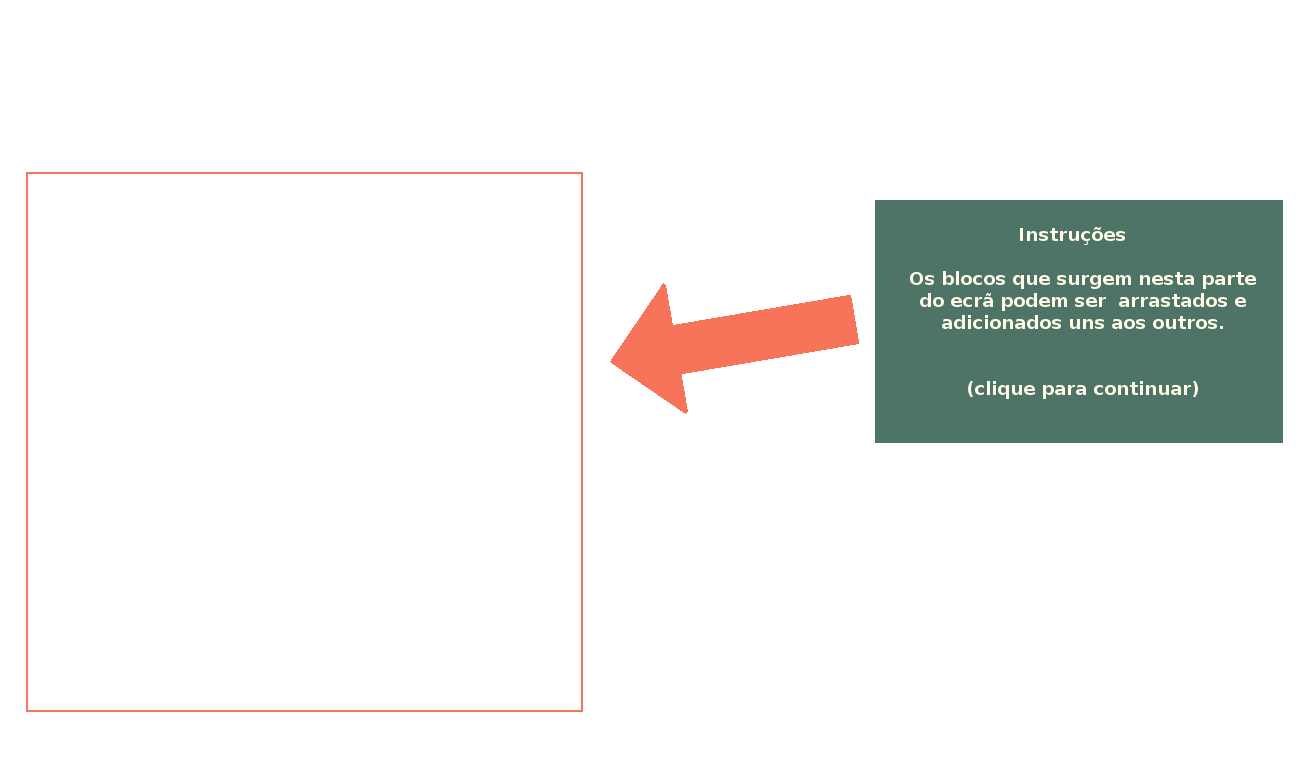 Instruções
Os blocos que surgem nesta parte
do ecrã podem ser  arrastados e
adicionados uns aos outros.
(clique para continuar)